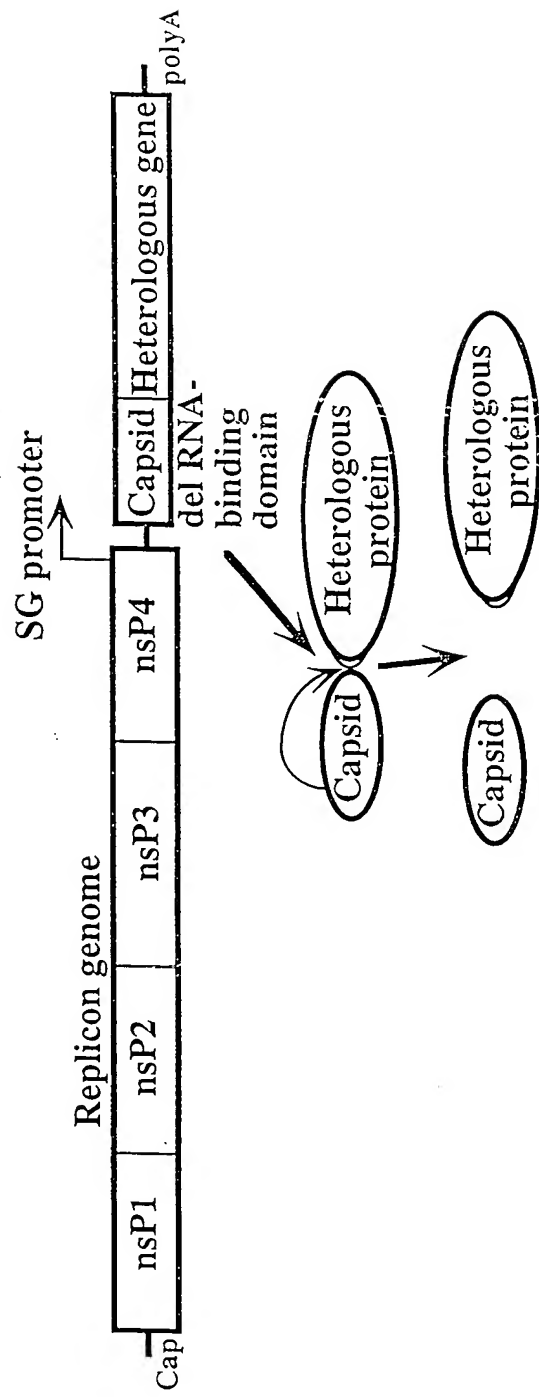 Replicon genome
SG promoter
Cap
nsP1
nsP2
nsP3
nsP4
Capsid
Heterologous gene
polyA
del RNA-
binding
domain
Capsid
Heterologous
protein
Capsid
Heterologous
protein